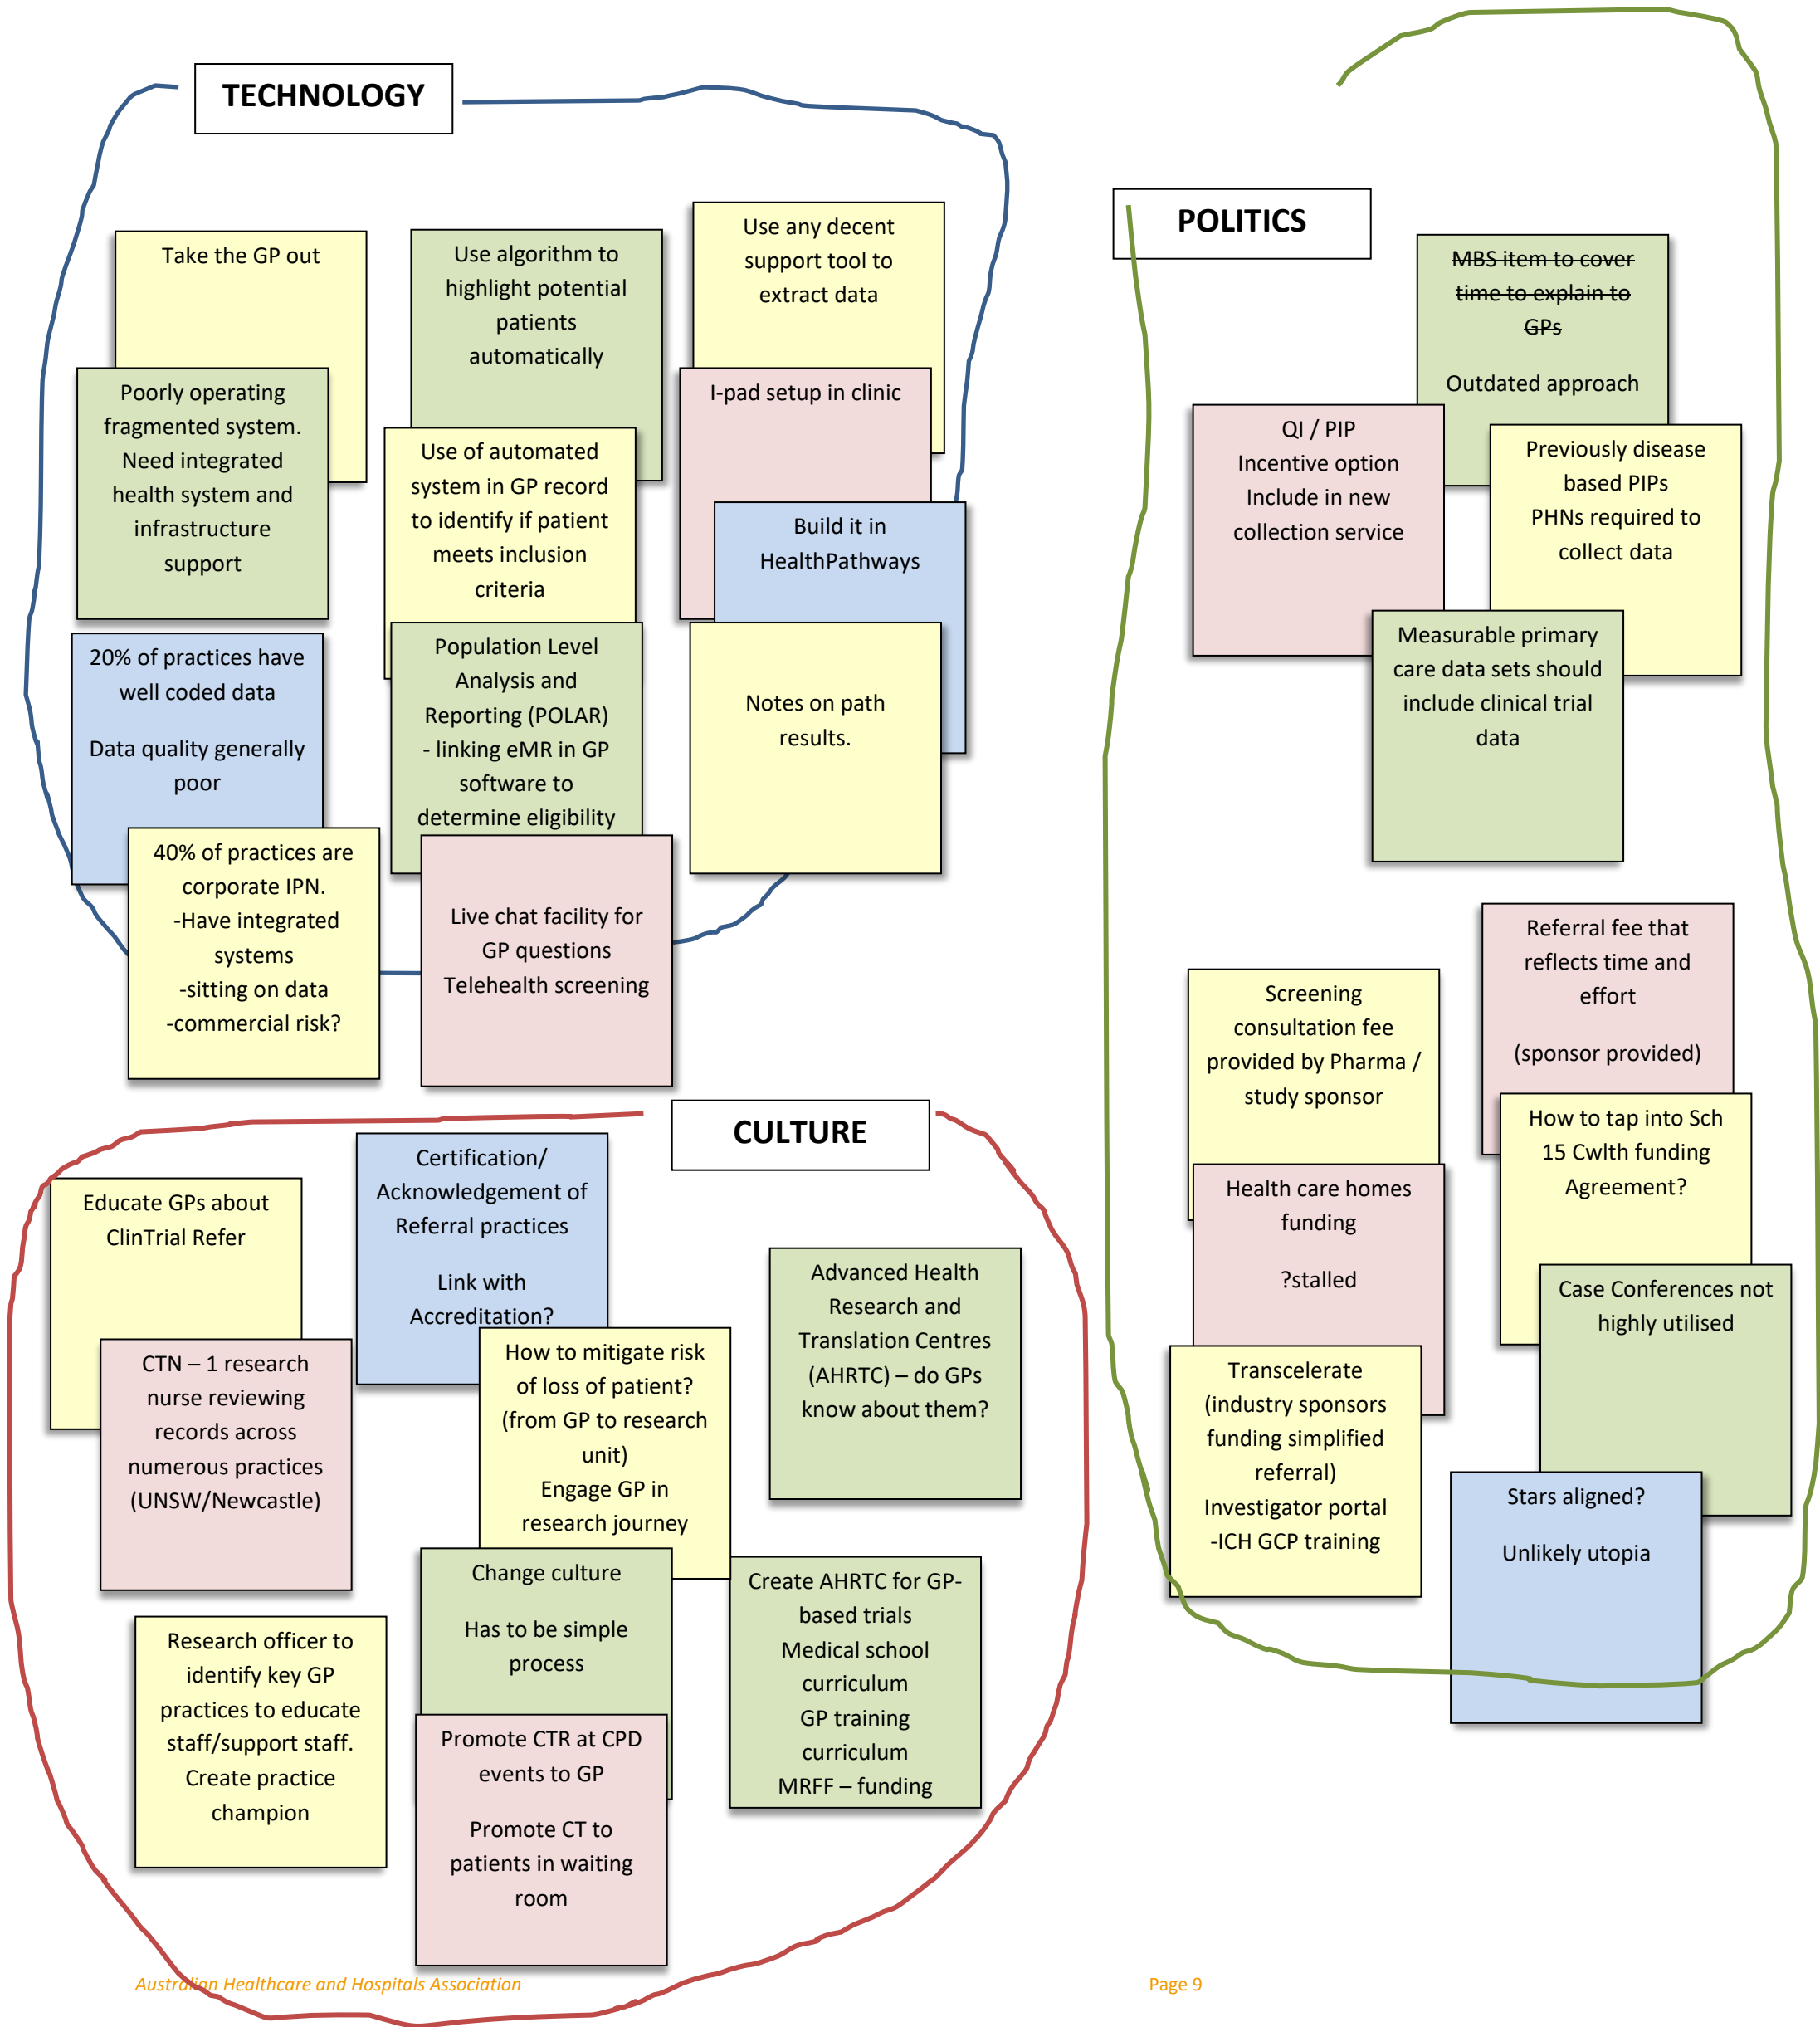 TECHNOLOGY
Take the GP out
Poorly operating
fragmented system.
Need integrated
health system and
infrastructure
support
20% of practices have
well coded data
Data quality generally
poor
40% of practices are
corporate IPN.
-Have integrated
systems
-sitting on data
-commercial risk?
Use algorithm to
highlight potential
patients
automatically
Use of automated
system in GP record
to identify if patient
meets inclusion
criteria
Population Level
Analysis and
Reporting (POLAR)
- linking eMR in GP
software to
determine eligibility
Live chat facility for
GP questions
Telehealth screening
Use any decent
support tool to
extract data
I-pad setup in clinic
Build it in
HealthPathways
Notes on path
results.
POLITICS
MBS item to cover
time to explain to
GPs
Outdated approach
QI / PIP
Incentive option
Include in new
collection service
Previously disease
based PIPs
PHNs required to
collect data
Measurable primary
care data sets should
include clinical trial
data
Referral fee that
reflects time and
effort
(sponsor provided)
Screening
consultation fee
provided by Pharma /
study sponsor
How to tap into Sch
15 Cwlth funding
Agreement?
Health care homes
funding
?stalled
Case Conferences not
highly utilised
Transcelerate
(industry sponsors
funding simplified
referral)
Investigator portal
-ICH GCP training
Stars aligned?
Unlikely utopia
CULTURE
Educate GPs about
ClinTrial Refer
CTN – 1 research
nurse reviewing
records across
numerous practices
(UNSW/Newcastle)
Research officer to
identify key GP
practices to educate
staff/support staff.
Create practice
champion
Certification/
Acknowledgement of
Referral practices
Link with
Accreditation?
How to mitigate risk
of loss of patient?
(from GP to research
unit)
Engage GP in
research journey
Change culture
Has to be simple
process
Promote CTR at CPD
events to GP
Promote CT to
patients in waiting
room
Advanced Health
Research and
Translation Centres
(AHRTC) – do GPs
know about them?
Create AHRTC for GP-
based trials
Medical school
curriculum
GP training
curriculum
MRFF – funding
Australian Healthcare and Hospitals Association
Page 9